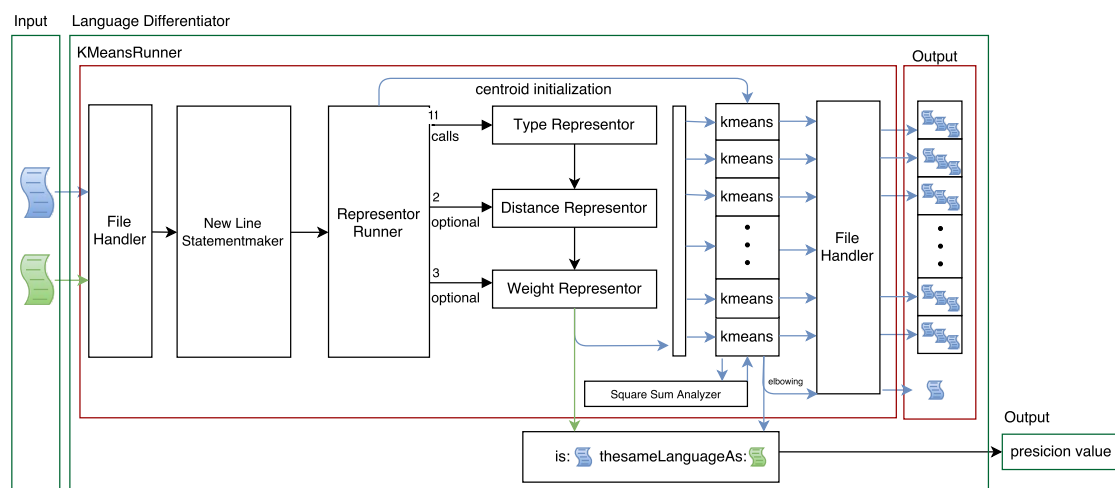 Input
Language Differentiator
KMeansRunner
Output
centroid initialization
File
Handler
New Line
Statementmaker
Representor
Runner
11
calls
2
optional
3
optional
Type Representor
Distance Representor
Weight Representor
kmeans
kmeans
kmeans
kmeans
kmeans
File
Handler
Square Sum Analyzer
elbowing
is: thesameLanguageAs:
Output
presicion value